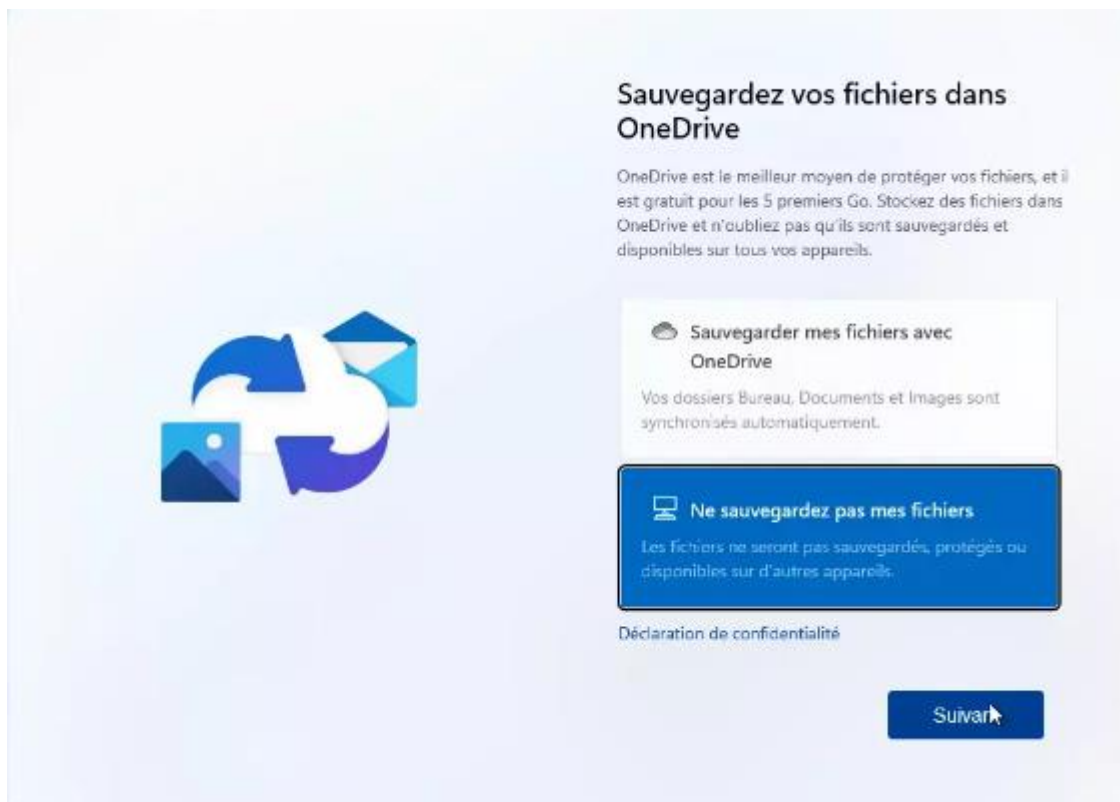 Sauvegardez vos fichiers dans
OneDrive
OneDrive est le meilleur moyen de protéger vos fichiers, et il
est gratuit pour les 5 premiers Go. Stockez des fichiers dans
OneDrive et n'oubliez pas qu'ils sont sauvegardés et
disponibles sur tous vos appareils.
Sauvegarder mes fichiers avec
OneDrive
Vos dossiers Bureau, Documents et Images sont
synchronisés automatiquement.
Ne sauvegardez pas mes fichiers
Les fichiers ne seront pas sauvegardés, protégés ou
disponibles sur d'autres appareils.
Déclaration de confidentialité
Suivant